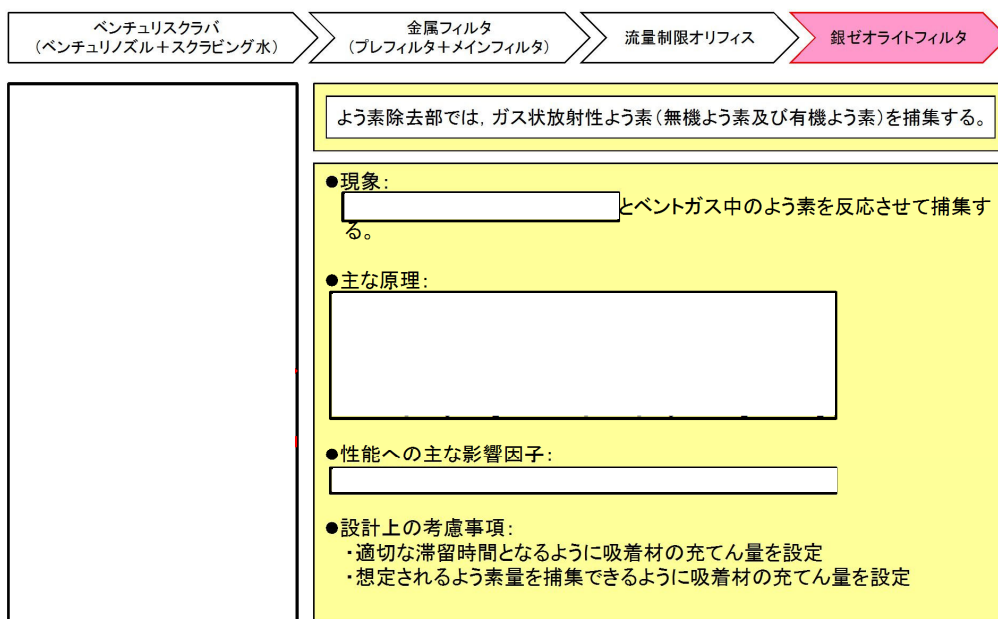 ベンチュリスクラバ
(ベンチュリノズル+スクラビング水)
金属フィルタ
(プレフィルタ+メインフィルタ)
流量制限オリフィス
銀ゼオライトフィルタ
よう素除去部では,ガス状放射性よう素(無機よう素及び有機よう素)を捕集する。
●現象:
とベントガス中のよう素を反応させて捕集す
る。
●主な原理:
●性能への主な影響因子:
●設計上の考慮事項:
・適切な滞留時間となるように吸着材の充てん量を設定
・想定されるよう素量を捕集できるように吸着材の充てん量を設定